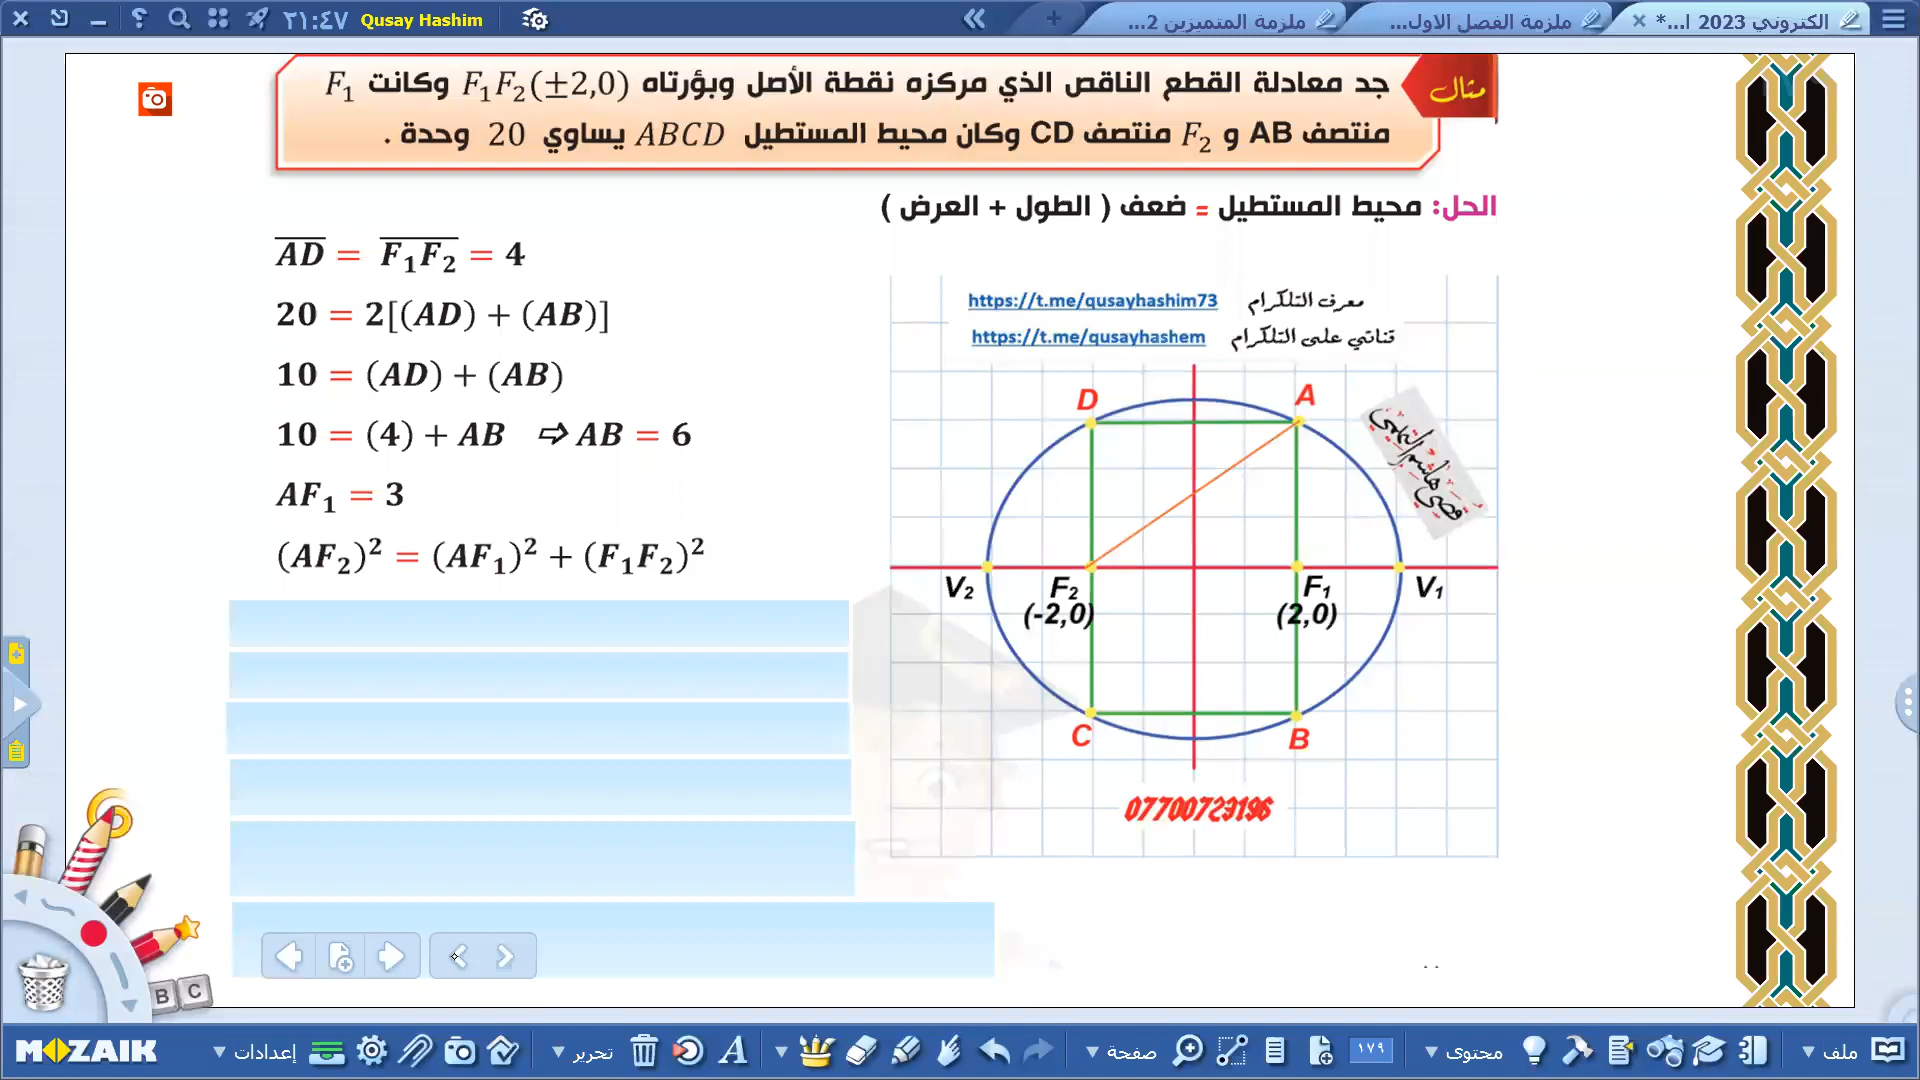 ٢١:٤٧ Qusay Hashim
ملزمة المتميزين 2...
ملزمة الفصل الاول...
الكتروني 2023 ا...*
مثال
جد معادلة القطع الناقص الذي مركزه نقطة الأصل وبؤرتاه F₁F₂(±2,0) وكانت F₁
منتصف AB و F₂ منتصف CD وكان محيط المستطيل ABCD يساوي 20 وحدة .
الحل: محيط المستطيل = ضعف ( الطول + العرض )
AD = F₁F₂ = 4
20 = 2[(AD) + (AB)]
10 = (AD) + (AB)
10 = (4) + AB ⇨ AB = 6
AF₁ = 3
(AF₂)² = (AF₁)² + (F₁F₂)²
https://t.me/qusayhashim73 معرف التلكرام
https://t.me/qusayhashem قناتي على التلكرام
D A
V₂ F₂ F₁ V₁
(-2,0) (2,0)
C B
07700723196
B C
MOZAIK
إعدادات
تحرير
صفحة
١٧٩
محتوى
ملف